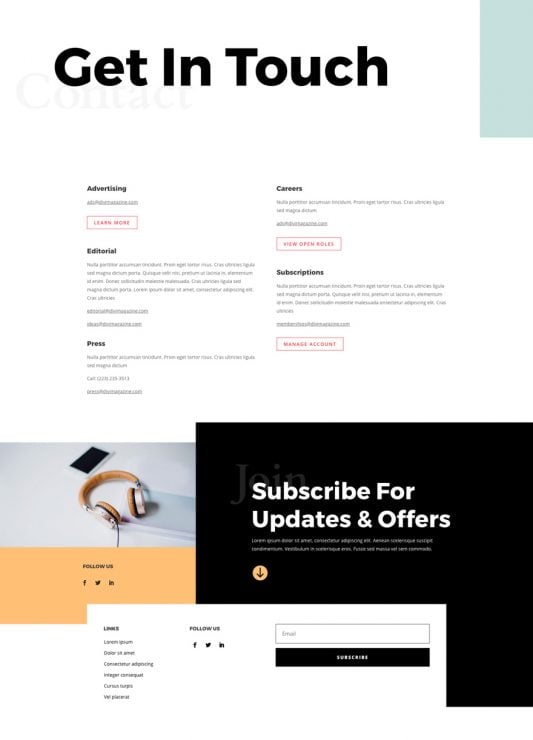 Contact
Get In Touch
Advertising
ads@divimagazine.com
LEARN MORE
Editorial
Nulla porttitor accumsan tincidunt. Proin eget tortor risus. Cras ultricies ligula
sed magna dictum porta. Quisque velit nisi, pretium ut lacinia in, elementum
id enim. Donec sollicitudin molestie malesuada. Cras ultricies ligula sed
magna dictum porta. Lorem ipsum dolor sit amet, consectetur adipiscing elit.
Cras ultricies
editorial@divimagazine.com
ideas@divimagazine.com
Press
Nulla porttitor accumsan tincidunt. Proin eget tortor risus. Cras ultricies ligula
sed magna dictum porta.
Call: (223) 235-3513
press@divimagazine.com
Careers
Nulla porttitor accumsan tincidunt. Proin eget tortor risus. Cras ultricies ligula
sed magna dictum
ads@divimagazine.com
VIEW OPEN ROLES
Subscriptions
Nulla porttitor accumsan tincidunt. Proin eget tortor risus. Cras ultricies ligula
sed magna dictum porta. Quisque velit nisi, pretium ut lacinia in, elementum
id enim. Donec sollicitudin molestie malesuada. Cras ultricies ligula sed. Cras
ultricies
memberships@divimagazine.com
MANAGE ACCOUNT
Join
Subscribe For
Updates & Offers
Lorem ipsum dolor sit amet, consectetur adipiscing elit. Aenean scelerisque suscipit
condimentum. Vestibulum in scelerisque eros. Fusce sed massa vel sem commodo.
FOLLOW US
LINKS
Lorem ipsum
Dolor sit amet
Consectetur adipiscing
Integer consequat
Cursus turpis
Vel placerat
FOLLOW US
Email
SUBSCRIBE